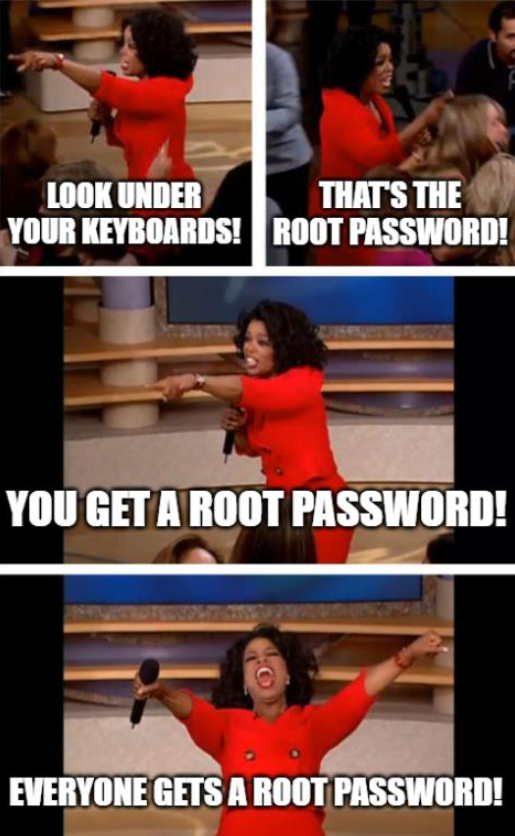 LOOK UNDER
YOUR KEYBOARDS!
THAT'S THE
ROOT PASSWORD!
YOU GET A ROOT PASSWORD!
EVERYONE GETS A ROOT PASSWORD!